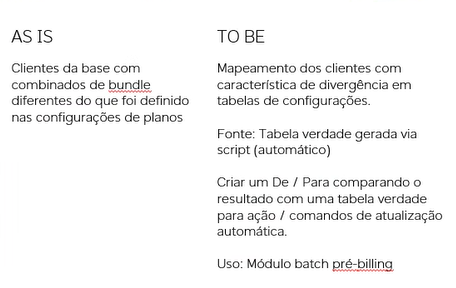 AS IS
Clientes da base com
combinados de bundle
diferentes do que foi definido
nas configurações de planos
TO BE
Mapeamento dos clientes com
característica de divergência em
tabelas de configurações.
Fonte: Tabela verdade gerada via
script (automático)
Criar um De / Para comparando o
resultado com uma tabela verdade
para ação / comandos de atualização
automática.
Uso: Módulo batch pré-billing